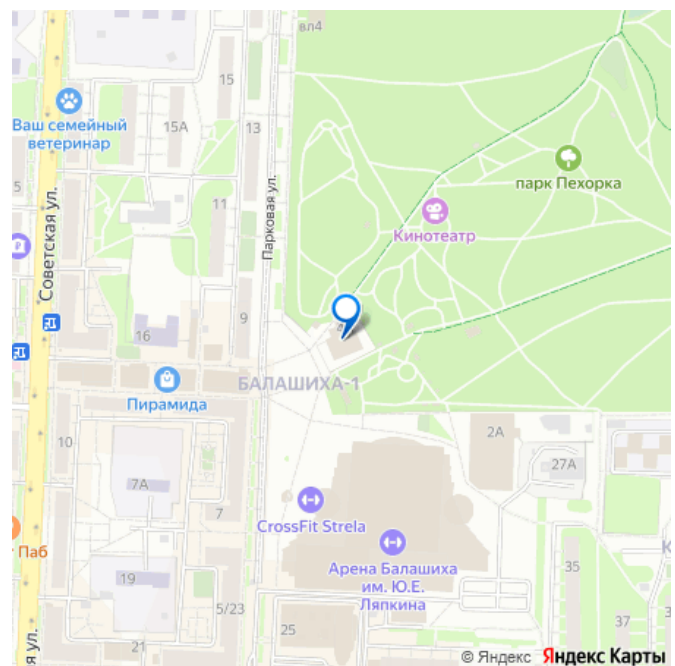 вл4
15
Ваш семейный
ветеринар
15А
13
парк Пехорка
5
Советская ул.
11
Парковая ул.
Кинотеатр
16
9
БАЛАШИХА-1
Пирамида
10
2А
27А
7А
7
CrossFit Strela
Паб
Арена Балашиха
им. Ю.Е.
Ляпкина
35
19
5/23
25
37
21
я ул.
© Яндекс Яндекс Карты